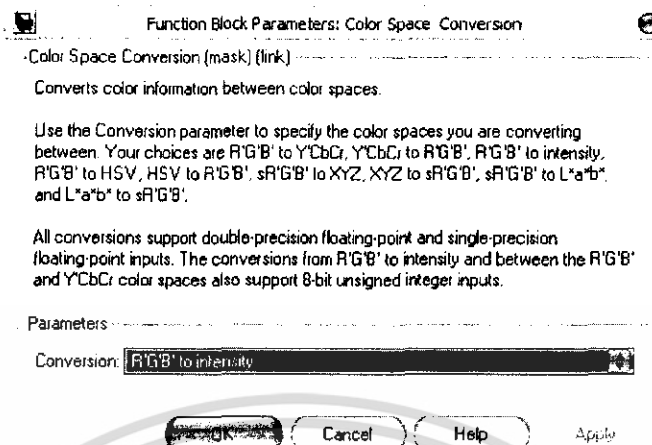 Function Block Parameters: Color Space Conversion
Color Space Conversion (mask) (link)
Converts color information between color spaces.
Use the Conversion parameter to specify the color spaces you are converting
between. Your choices are R'G'B' to Y'CbCr, Y'CbCr to R'G'B', R'G'B' to intensity,
R'G'B' to HSV, HSV to R'G'B', sR'G'B' to XYZ, XYZ to sR'G'B', sR'G'B' to L*a*b*,
and L*a*b* to sR'G'B'.
All conversions support double-precision floating-point and single-precision
floating-point inputs. The conversions from R'G'B' to intensity and between the R'G'B'
and Y'CbCr color spaces also support 8-bit unsigned integer inputs.
Parameters
Conversion: R'G'B' to intensity
OK Cancel Help Apply